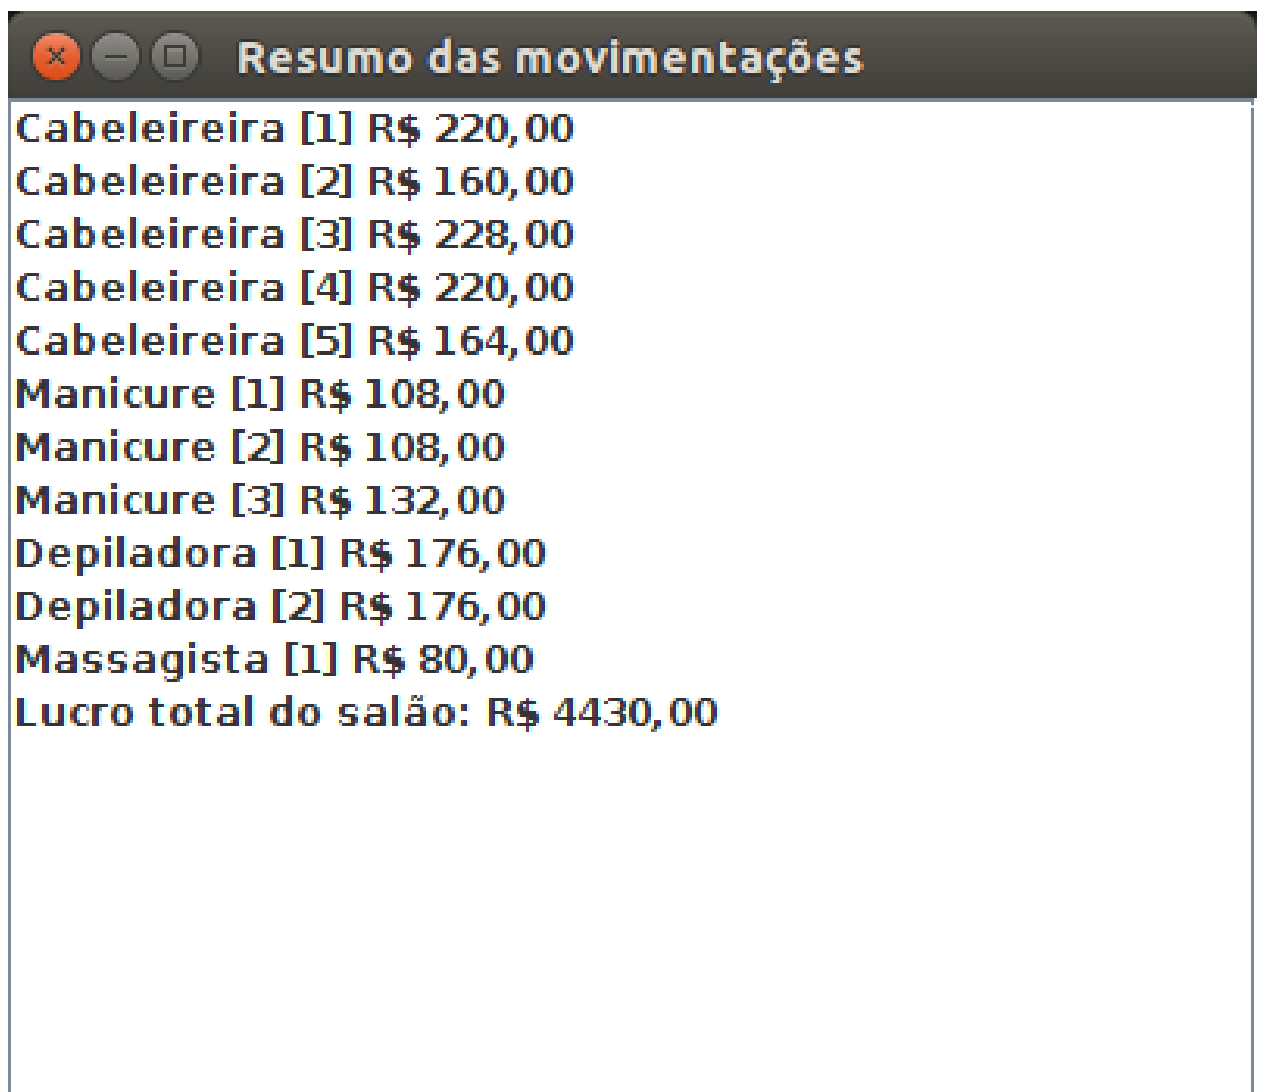 Resumo das movimentações
Cabeleireira [1] R$ 220,00
Cabeleireira [2] R$ 160,00
Cabeleireira [3] R$ 228,00
Cabeleireira [4] R$ 220,00
Cabeleireira [5] R$ 164,00
Manicure [1] R$ 108,00
Manicure [2] R$ 108,00
Manicure [3] R$ 132,00
Depiladora [1] R$ 176,00
Depiladora [2] R$ 176,00
Massagista [1] R$ 80,00
Lucro total do salão: R$ 4430,00